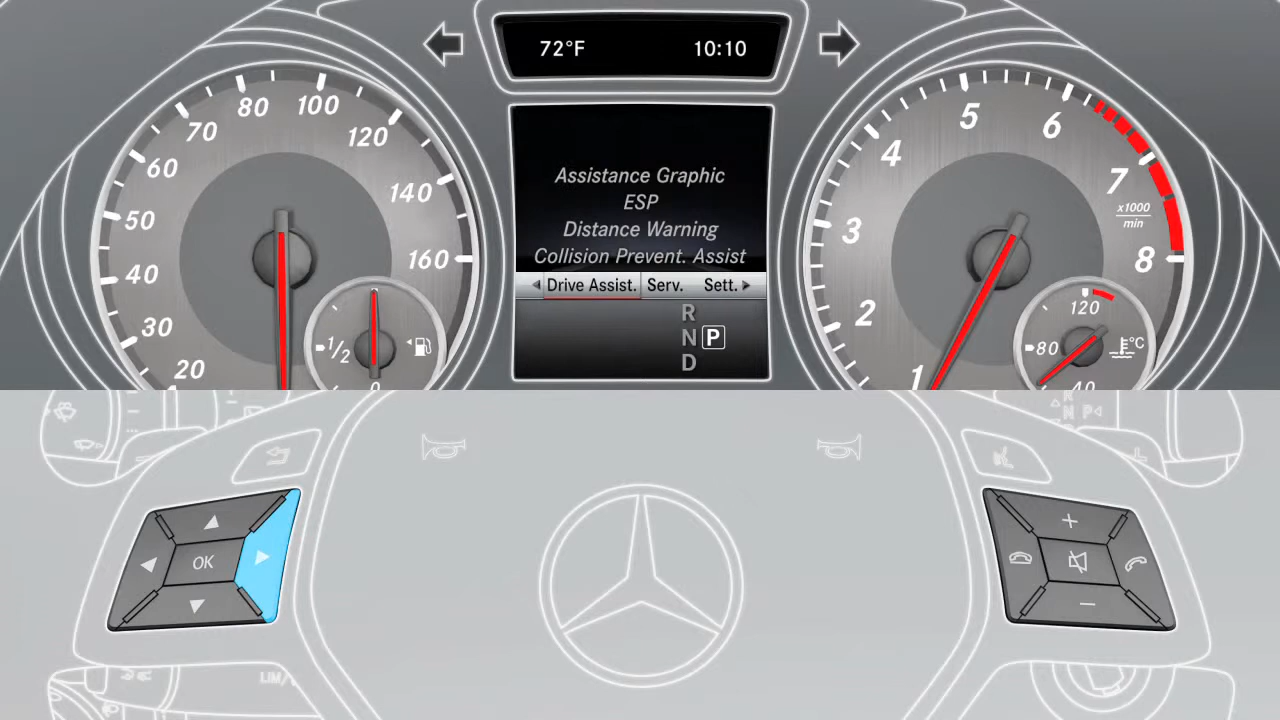 72°F 10:10
80 100
70 120
60 140
50
40 160
30
20
1/2
0
Assistance Graphic
ESP
Distance Warning
Collision Prevent. Assist
Drive Assist. Serv. Sett.
R
N P
D
5 6
4 7
x1000
min
3 8
2
1
120
80 °C
40
R
N P
OK
+
−
LIM